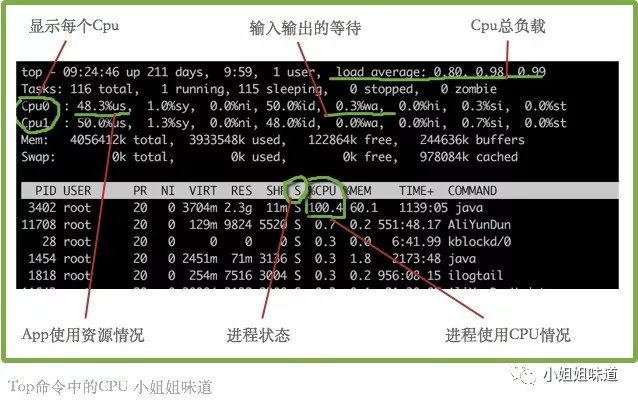 显示每个Cpu 输入输出的等待 Cpu总负载
top - 09:24:46 up 211 days, 9:59, 1 user, load average: 0.80, 0.98, 0.99
Tasks: 116 total, 1 running, 115 sleeping, 0 stopped, 0 zombie
Cpu0 : 48.3%us, 1.0%sy, 0.0%ni, 50.0%id, 0.3%wa, 0.0%hi, 0.3%si, 0.0%st
Cpu1 : 50.0%us, 1.3%sy, 0.0%ni, 48.0%id, 0.0%wa, 0.0%hi, 0.7%si, 0.0%st
Mem: 4056412k total, 3933548k used, 122864k free, 244636k buffers
Swap: 0k total, 0k used, 0k free, 978084k cached
PID USER PR NI VIRT RES SHR S %CPU %MEM TIME+ COMMAND
3402 root 20 0 3704m 2.3g 11m S 100.4 60.1 1139:05 java
11708 root 20 0 129m 9824 5520 S 0.7 0.2 551:48.17 AliYunDun
28 root 20 0 0 0 0 S 0.3 0.0 6:41.99 kblockd/0
1454 root 20 0 2451m 71m 3136 S 0.3 1.8 2173:48 java
1818 root 20 0 254m 7516 3004 S 0.3 0.2 956:08.15 ilogtail
App使用资源情况 进程状态 进程使用CPU情况
Top命令中的CPU 小姐姐味道
小姐姐味道